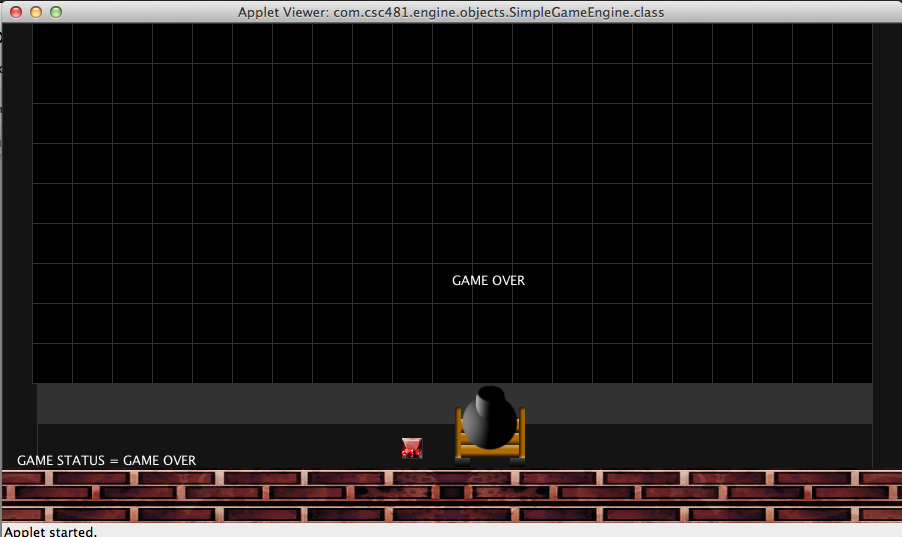 Applet Viewer: com.csc481.engine.objects.SimpleGameEngine.class
GAME OVER
GAME STATUS = GAME OVER
Applet started.